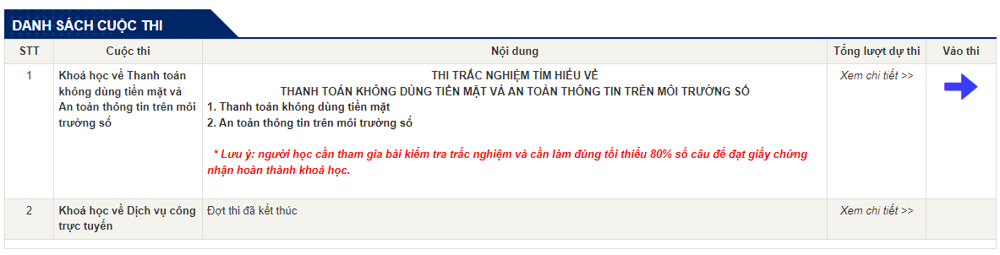 DANH SÁCH CUỘC THI
STT Cuộc thi Nội dung Tổng lượt dự thi Vào thi
1
Khoá học về Thanh toán
không dùng tiền mặt và
An toàn thông tin trên môi
trường số
THI TRẮC NGHIỆM TÌM HIỂU VỀ
THANH TOÁN KHÔNG DÙNG TIỀN MẶT VÀ AN TOÀN THÔNG TIN TRÊN MÔI TRƯỜNG SỐ
1. Thanh toán không dùng tiền mặt
2. An toàn thông tin trên môi trường số
* Lưu ý: người học cần tham gia bài kiểm tra trắc nghiệm và cần làm đúng tối thiểu 80% số câu để đạt giấy chứng
nhận hoàn thành khoá học.
Xem chi tiết >>
2
Khoá học về Dịch vụ công
trực tuyến
Đợt thi đã kết thúc
Xem chi tiết >>